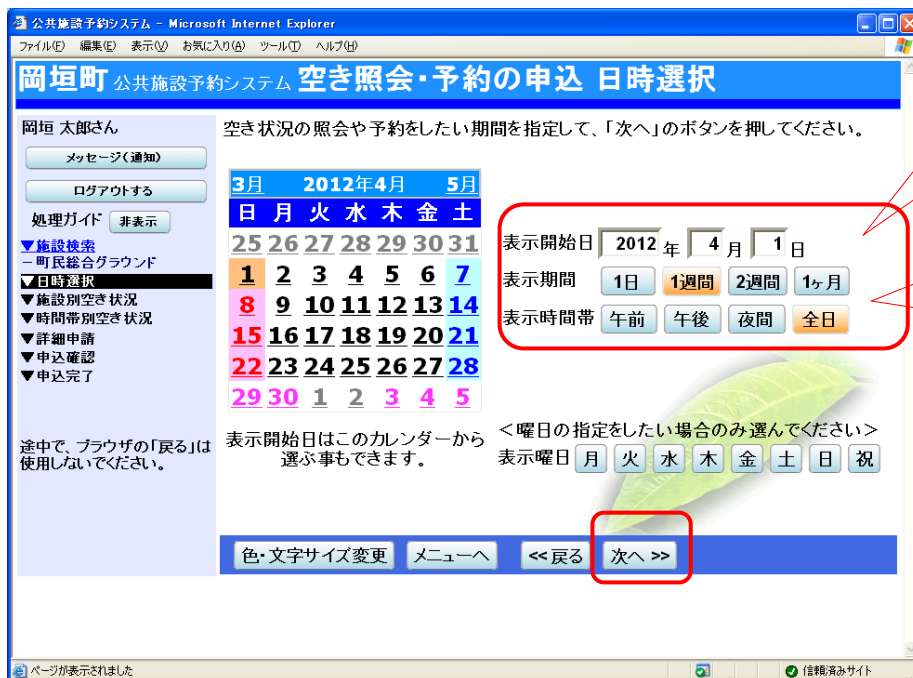 公共施設予約システム - Microsoft Internet Explorer
ファイル(F) 編集(E) 表示(V) お気に入り(A) ツール(T) ヘルプ(H)
岡垣町 公共施設予約システム 空き照会・予約の申込 日時選択
岡垣 太郎さん
メッセージ(通知)
ログアウトする
処理ガイド 非表示
▼施設検索
－町民総合グラウンド
▼日時選択
▼施設別空き状況
▼時間帯別空き状況
▼詳細申請
▼申込確認
▼申込完了
途中で、ブラウザの「戻る」は
使用しないでください。
空き状況の照会や予約をしたい期間を指定して、「次へ」のボタンを押してください。
3月 2012年4月 5月
日 月 火 水 木 金 土
25 26 27 28 29 30 31
1 2 3 4 5 6 7
8 9 10 11 12 13 14
15 16 17 18 19 20 21
22 23 24 25 26 27 28
29 30 1 2 3 4 5
表示開始日はこのカレンダーから
選ぶ事もできます。
表示開始日 2012 年 4 月 1 日
表示期間 1日 1週間 2週間 1ヶ月
表示時間帯 午前 午後 夜間 全日
＜曜日の指定をしたい場合のみ選んでください＞
表示曜日 月 火 水 木 金 土 日 祝
色・文字サイズ変更 メニューへ <<戻る 次へ >>
ページが表示されました 信頼済みサイト